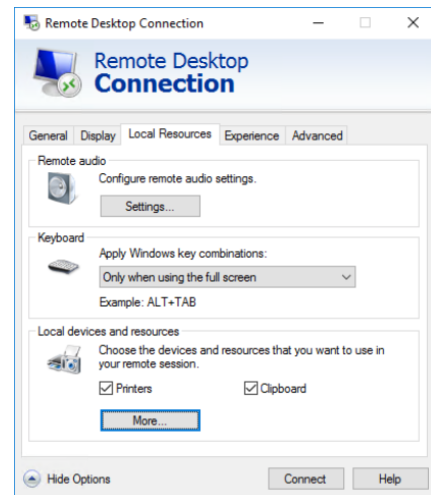 Remote Desktop Connection
Remote Desktop
Connection
General Display Local Resources Experience Advanced
Remote audio
Configure remote audio settings.
Settings...
Keyboard
Apply Windows key combinations:
Only when using the full screen
Example: ALT+TAB
Local devices and resources
Choose the devices and resources that you want to use in
your remote session.
Printers Clipboard
More...
Hide Options Connect Help